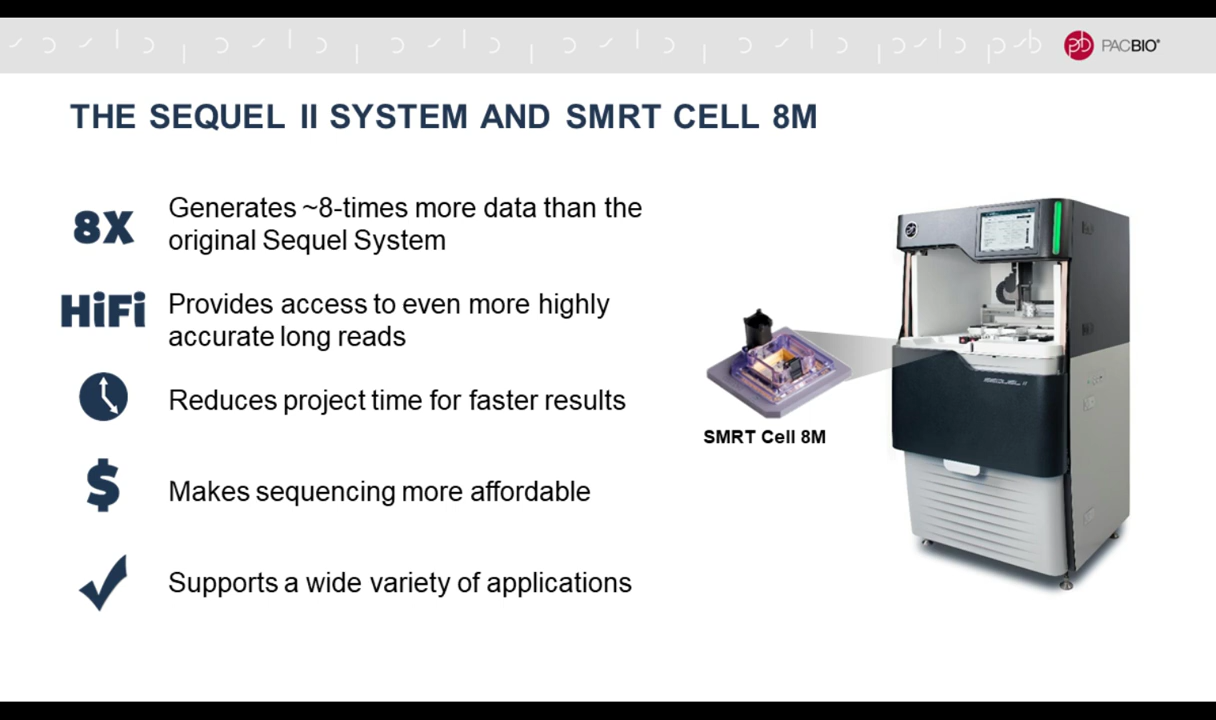 PACBIO®
THE SEQUEL II SYSTEM AND SMRT CELL 8M
8X
Generates ~8-times more data than the
original Sequel System
HiFi
Provides access to even more highly
accurate long reads
Reduces project time for faster results
$
Makes sequencing more affordable
Supports a wide variety of applications
SMRT Cell 8M
SEQUEL II